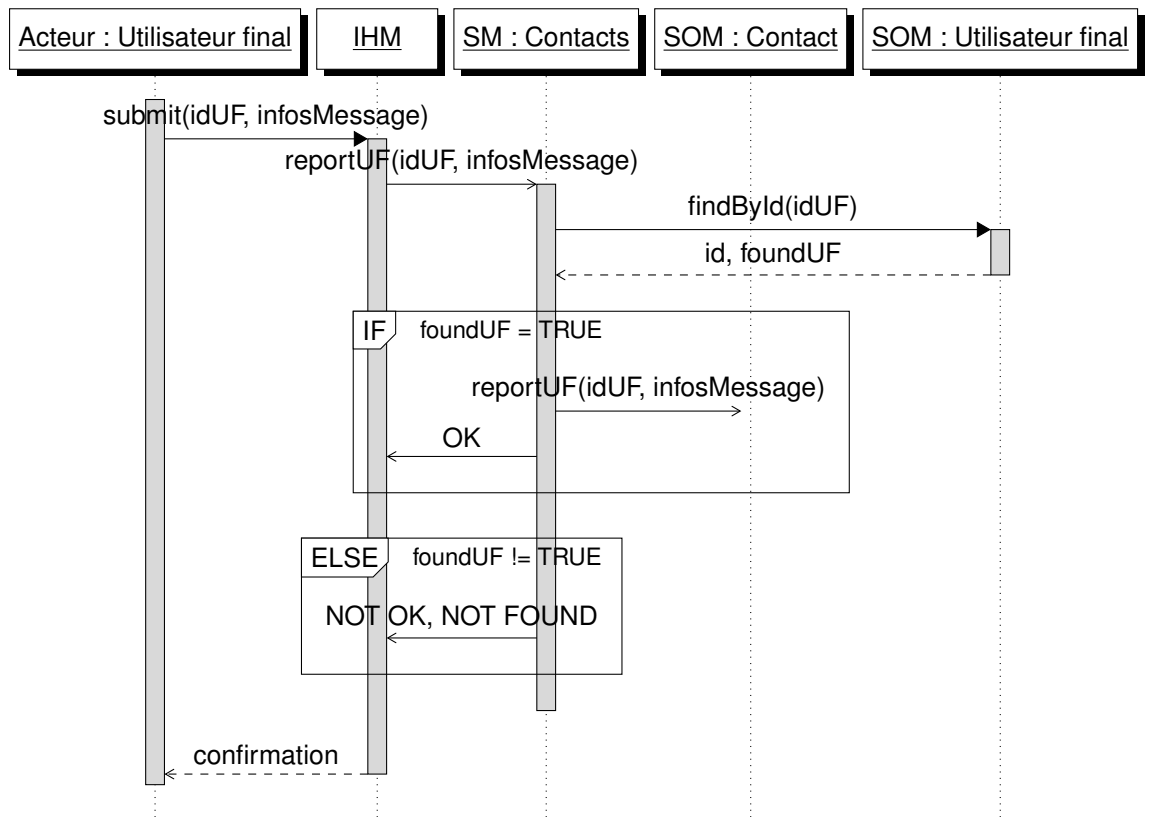 Acteur : Utilisateur final
IHM
SM : Contacts
SOM : Contact
SOM : Utilisateur final
submit(idUF, infosMessage)
reportUF(idUF, infosMessage)
findById(idUF)
id, foundUF
IF
foundUF = TRUE
reportUF(idUF, infosMessage)
OK
ELSE
foundUF != TRUE
NOT OK, NOT FOUND
confirmation